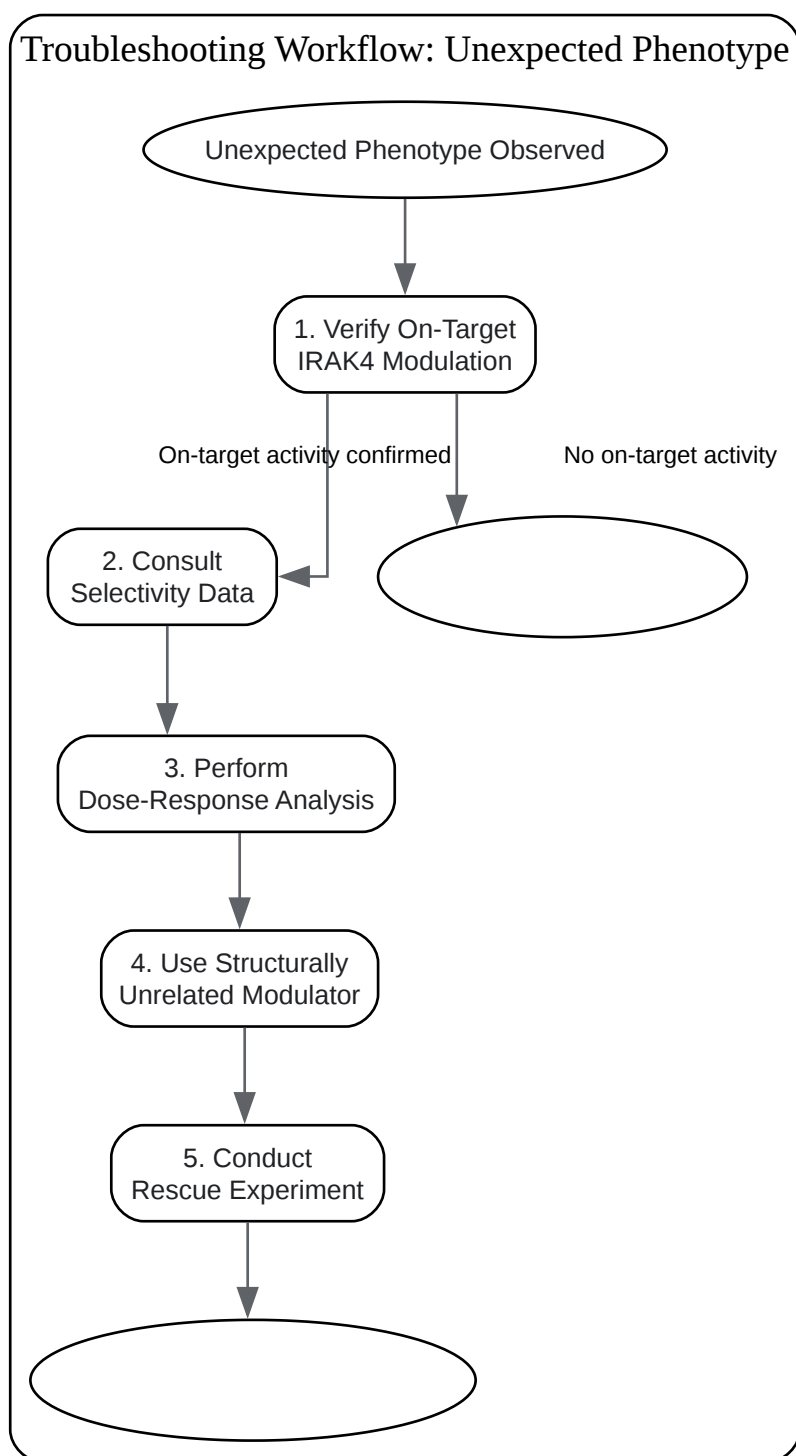 Troubleshooting Workflow: Unexpected Phenotype
Unexpected Phenotype Observed
1. Verify On-Target
IRAK4 Modulation
On-target activity confirmed
No on-target activity
2. Consult
Selectivity Data
3. Perform
Dose-Response Analysis
4. Use Structurally
Unrelated Modulator
5. Conduct
Rescue Experiment